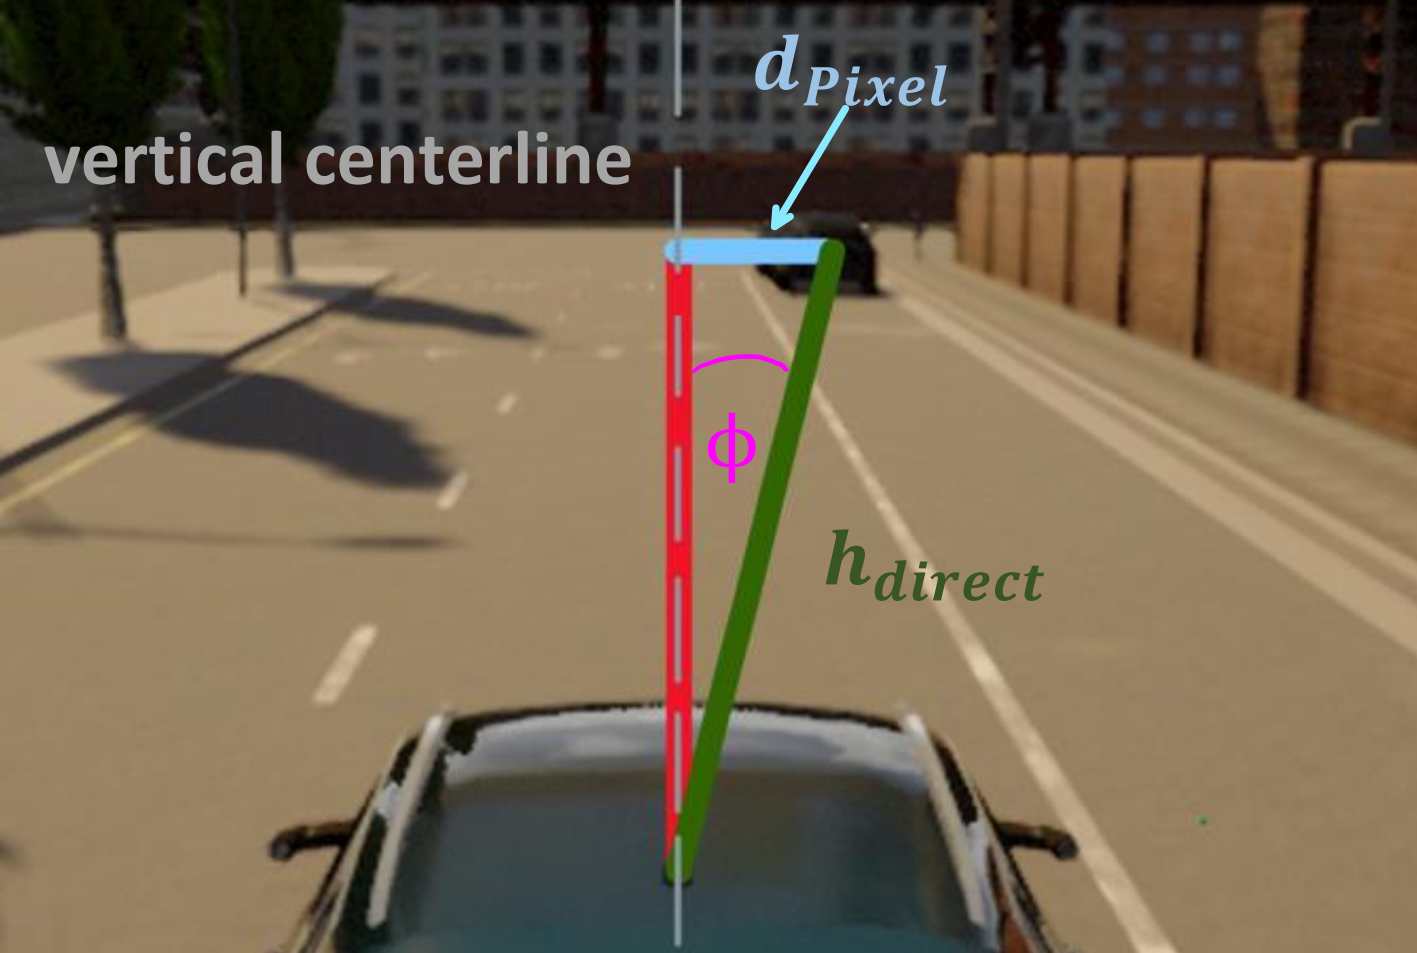 d_Pixel
vertical centerline
ϕ
h_direct